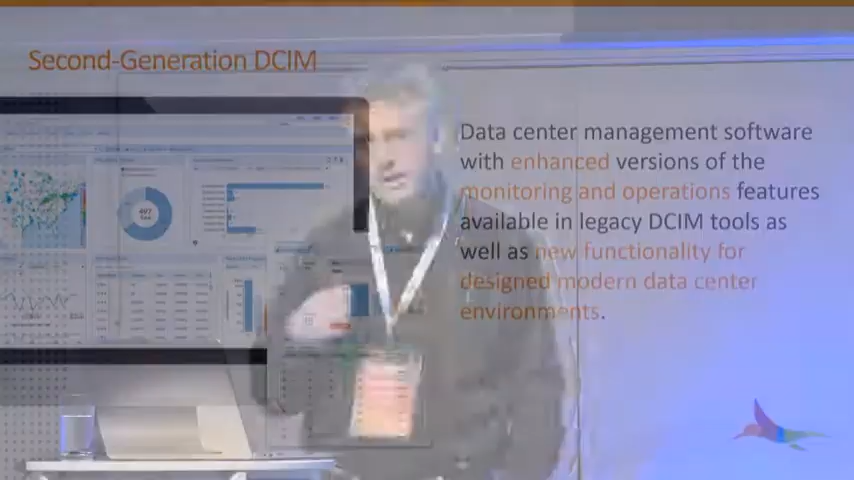 Second-Generation DCIM
Data center management software
with enhanced versions of the
monitoring and operations features
available in legacy DCIM tools as
well as new functionality for
designed modern data center
environments.